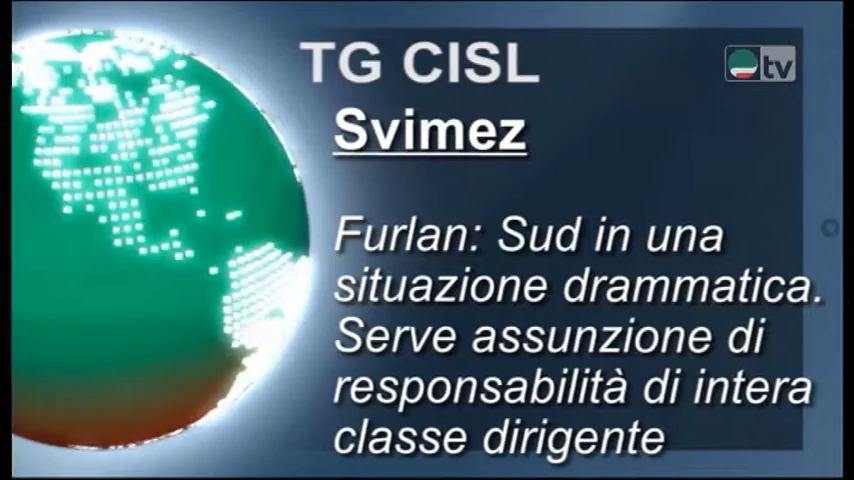 TG CISL
tv
Svimez
Furlan: Sud in una
situazione drammatica.
Serve assunzione di
responsabilità di intera
classe dirigente